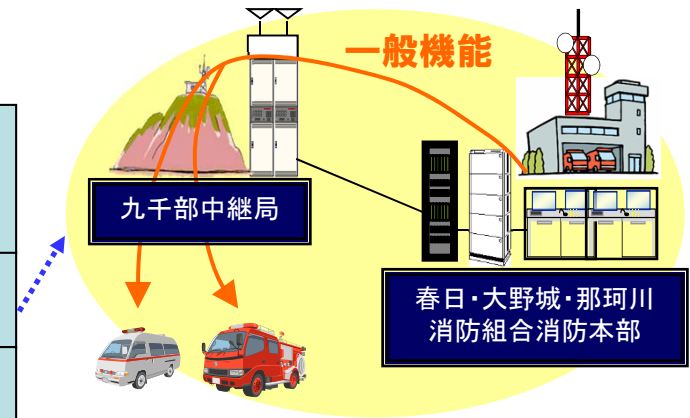 一般機能
九千部中継局
春日・大野城・那珂川
消防組合消防本部